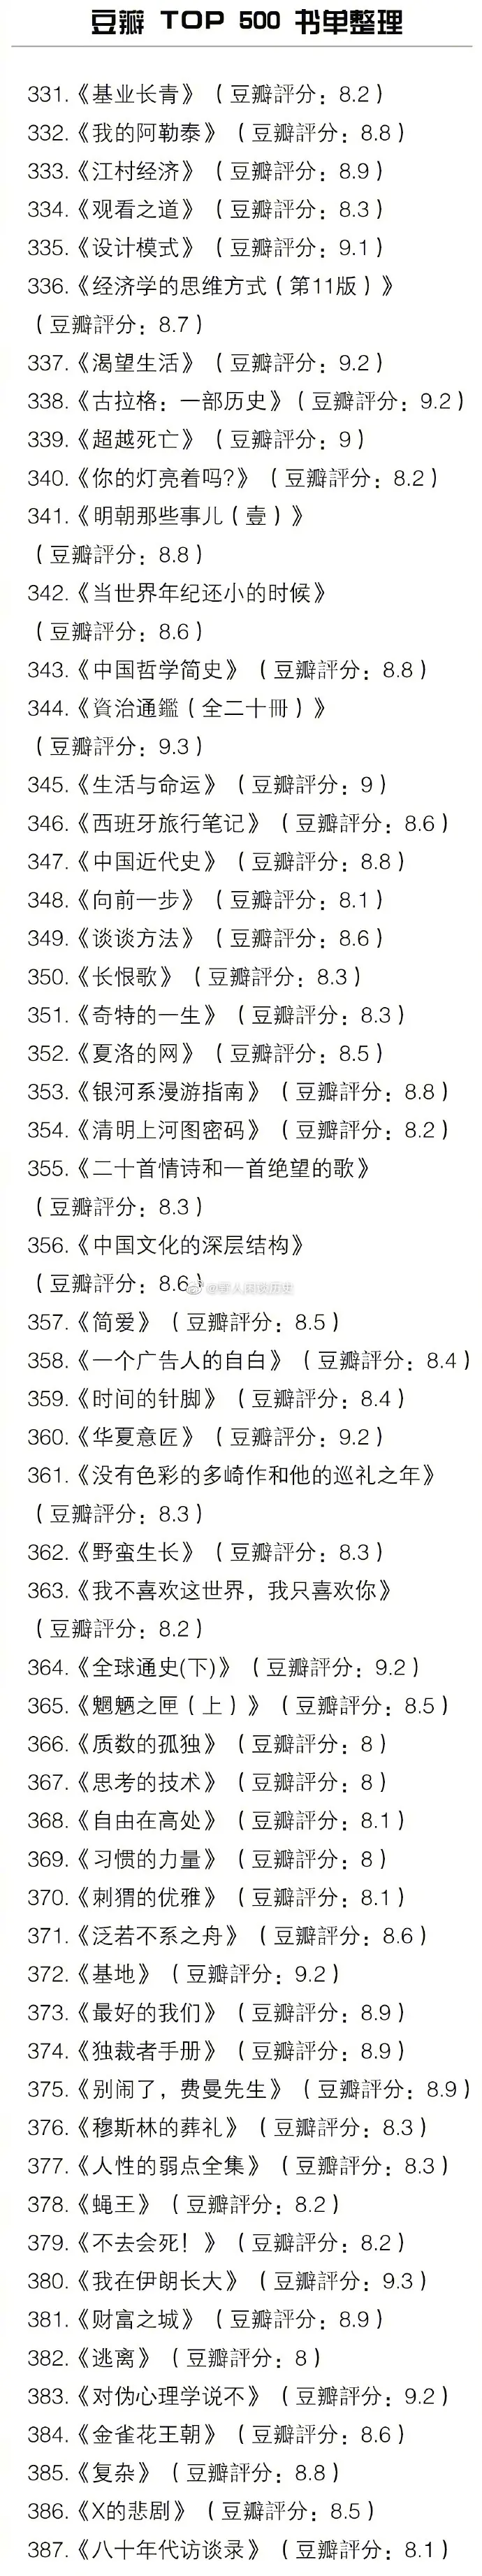 豆瓣 TOP 500 书单整理
331.《基业长青》（豆瓣評分：8.2）
332.《我的阿勒泰》（豆瓣評分：8.8）
333.《江村经济》（豆瓣評分：8.9）
334.《观看之道》（豆瓣評分：8.3）
335.《设计模式》（豆瓣評分：9.1）
336.《经济学的思维方式（第11版）》
（豆瓣評分：8.7）
337.《渴望生活》（豆瓣評分：9.2）
338.《古拉格：一部历史》（豆瓣評分：9.2）
339.《超越死亡》（豆瓣評分：9）
340.《你的灯亮着吗?》（豆瓣評分：8.2）
341.《明朝那些事儿（壹）》
（豆瓣評分：8.8）
342.《当世界年纪还小的时候》
（豆瓣評分：8.6）
343.《中国哲学简史》（豆瓣評分：8.8）
344.《資治通鑑（全二十冊）》
（豆瓣評分：9.3）
345.《生活与命运》（豆瓣評分：9）
346.《西班牙旅行笔记》（豆瓣評分：8.6）
347.《中国近代史》（豆瓣評分：8.8）
348.《向前一步》（豆瓣評分：8.1）
349.《谈谈方法》（豆瓣評分：8.6）
350.《长恨歌》（豆瓣評分：8.3）
351.《奇特的一生》（豆瓣評分：8.3）
352.《夏洛的网》（豆瓣評分：8.5）
353.《银河系漫游指南》（豆瓣評分：8.8）
354.《清明上河图密码》（豆瓣評分：8.2）
355.《二十首情诗和一首绝望的歌》
（豆瓣評分：8.3）
356.《中国文化的深层结构》
（豆瓣評分：8.6）
357.《简爱》（豆瓣評分：8.5）
358.《一个广告人的自白》（豆瓣評分：8.4）
359.《时间的针脚》（豆瓣評分：8.4）
360.《华夏意匠》（豆瓣評分：9.2）
361.《没有色彩的多崎作和他的巡礼之年》
（豆瓣評分：8.3）
362.《野蛮生长》（豆瓣評分：8.3）
363.《我不喜欢这世界，我只喜欢你》
（豆瓣評分：8.2）
364.《全球通史(下)》（豆瓣評分：9.2）
365.《魍魉之匣（上）》（豆瓣評分：8.5）
366.《质数的孤独》（豆瓣評分：8）
367.《思考的技术》（豆瓣評分：8）
368.《自由在高处》（豆瓣評分：8.1）
369.《习惯的力量》（豆瓣評分：8）
370.《刺猬的优雅》（豆瓣評分：8.1）
371.《泛若不系之舟》（豆瓣評分：8.6）
372.《基地》（豆瓣評分：9.2）
373.《最好的我们》（豆瓣評分：8.9）
374.《独裁者手册》（豆瓣評分：8.9）
375.《别闹了，费曼先生》（豆瓣評分：8.9）
376.《穆斯林的葬礼》（豆瓣評分：8.3）
377.《人性的弱点全集》（豆瓣評分：8.3）
378.《蝇王》（豆瓣評分：8.2）
379.《不去会死！》（豆瓣評分：8.2）
380.《我在伊朗长大》（豆瓣評分：9.3）
381.《财富之城》（豆瓣評分：8.9）
382.《逃离》（豆瓣評分：8）
383.《对伪心理学说不》（豆瓣評分：9.2）
384.《金雀花王朝》（豆瓣評分：8.6）
385.《复杂》（豆瓣評分：8.8）
386.《X的悲剧》（豆瓣評分：8.5）
387.《八十年代访谈录》（豆瓣評分：8.1）